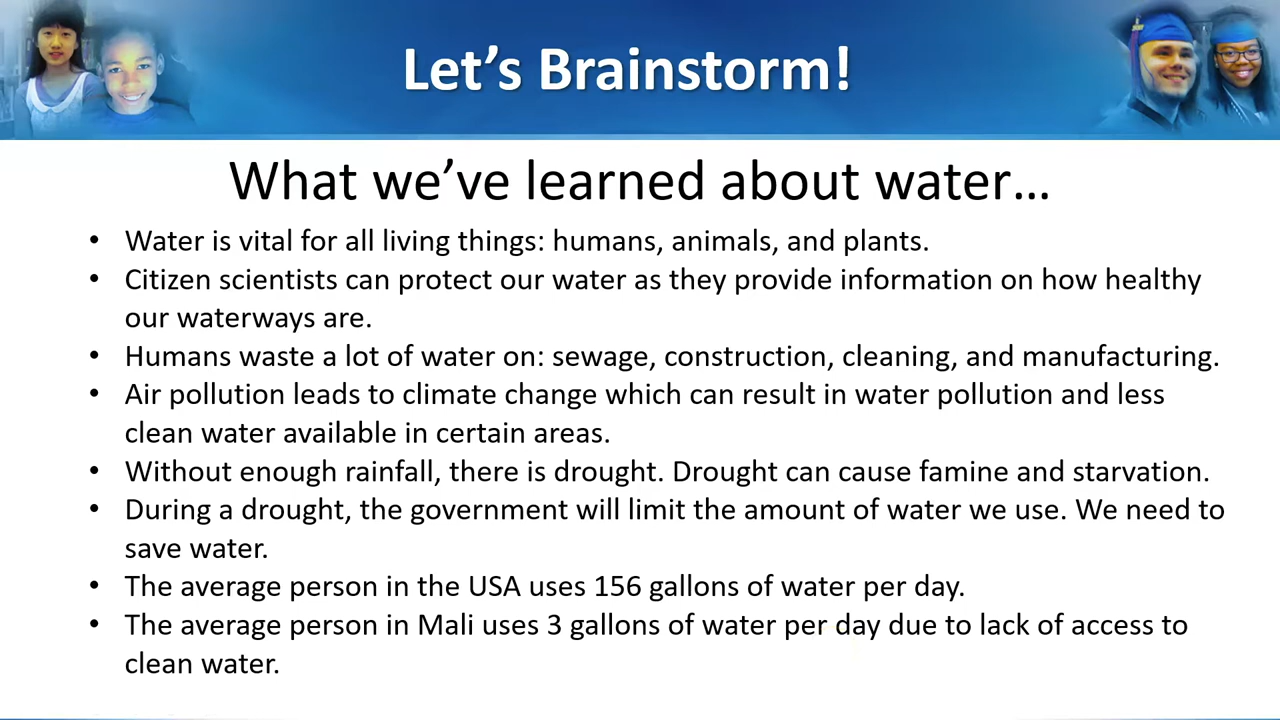 Let’s Brainstorm!
What we’ve learned about water…
• Water is vital for all living things: humans, animals, and plants.
• Citizen scientists can protect our water as they provide information on how healthy
our waterways are.
• Humans waste a lot of water on: sewage, construction, cleaning, and manufacturing.
• Air pollution leads to climate change which can result in water pollution and less
clean water available in certain areas.
• Without enough rainfall, there is drought. Drought can cause famine and starvation.
• During a drought, the government will limit the amount of water we use. We need to
save water.
• The average person in the USA uses 156 gallons of water per day.
• The average person in Mali uses 3 gallons of water per day due to lack of access to
clean water.